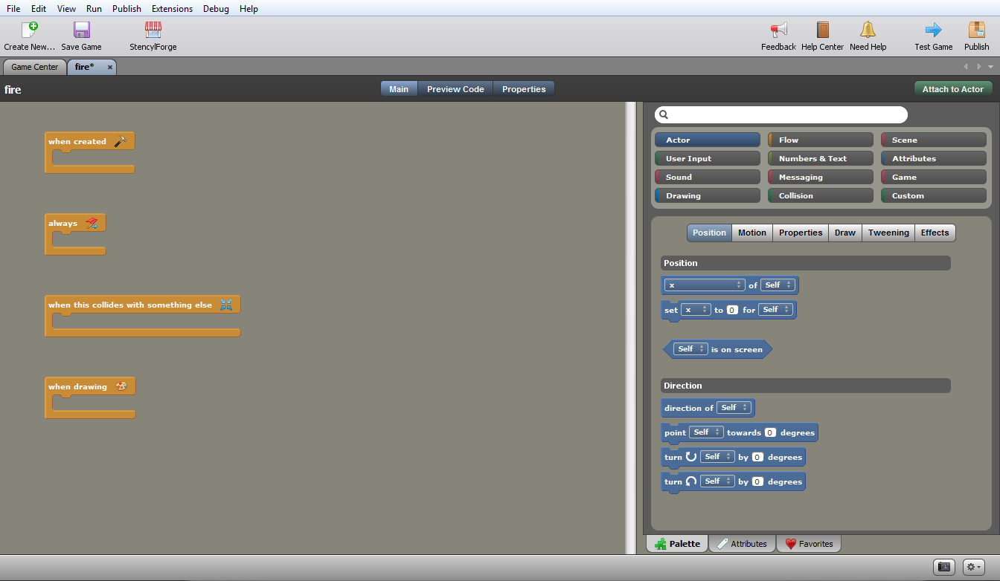 File Edit View Run Publish Extensions Debug Help
Create New... Save Game StencylForge Feedback Help Center Need Help Test Game Publish
Game Center fire*
fire Main Preview Code Properties Attach to Actor
when created
always
when this collides with something else
when drawing
Actor Flow Scene
User Input Numbers & Text Attributes
Sound Messaging Game
Drawing Collision Custom
Position Motion Properties Draw Tweening Effects
Position
x of Self
set x to 0 for Self
Self is on screen
Direction
direction of Self
point Self towards 0 degrees
turn Self by 0 degrees
turn Self by 0 degrees
Palette Attributes Favorites